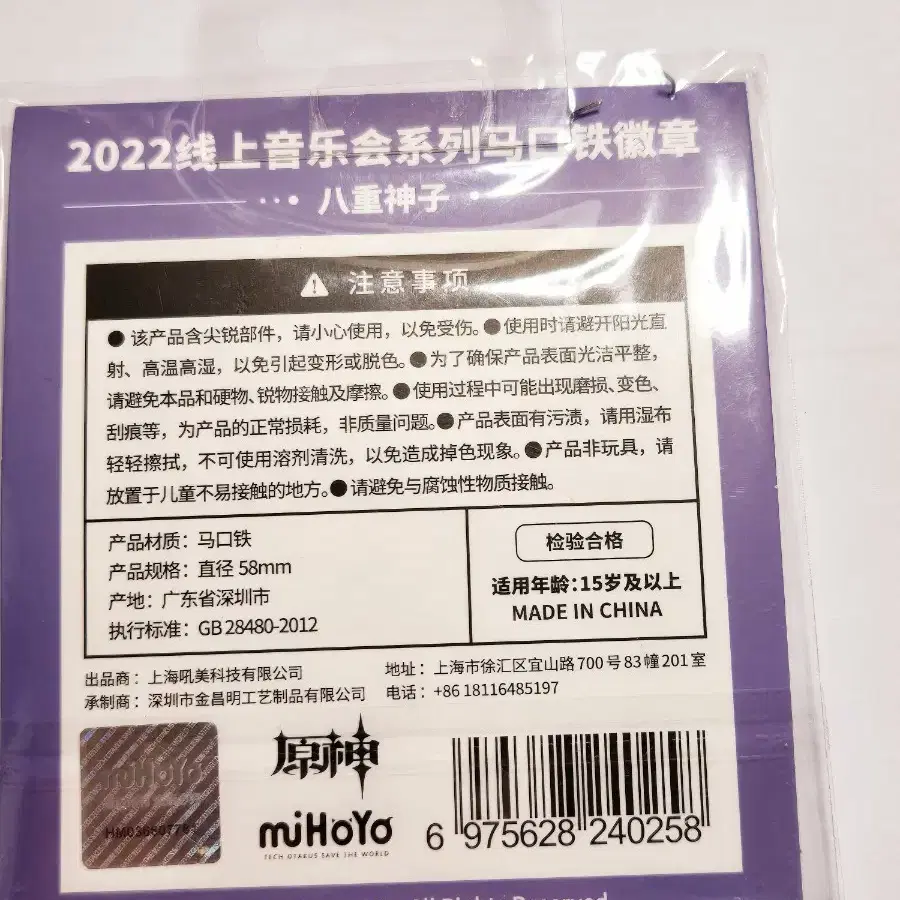 2022线上音乐会系列马口铁徽章
八重神子
注意事项
● 该产品含尖锐部件，请小心使用，以免受伤。● 使用时请避开阳光直
射、高温高湿，以免引起变形或脱色。● 为了确保产品表面光洁平整，
请避免本品和硬物、锐物接触及摩擦。● 使用过程中可能出现磨损、变色、
刮痕等，为产品的正常损耗，非质量问题。● 产品表面有污渍，请用湿布
轻轻擦拭，不可使用溶剂清洗，以免造成掉色现象。● 产品非玩具，请
放置于儿童不易接触的地方。● 请避免与腐蚀性物质接触。
产品材质：马口铁
产品规格：直径 58mm
产地：广东省深圳市
执行标准：GB 28480-2012
检验合格
适用年龄：15岁及以上
MADE IN CHINA
出品商：上海吼美科技有限公司
承制商：深圳市金昌明工艺制品有限公司
地址：上海市徐汇区宜山路 700 号 83 幢 201 室
电话：+86 18116485197
miHoYo
原神
miHoYo
TECH OTAKUS SAVE THE WORLD
6 975628 240258
Rights Reserved